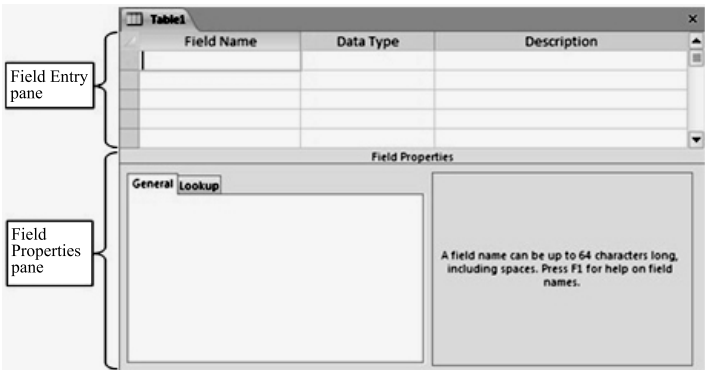 Table1
Field Name Data Type Description
Field Entry
pane
Field Properties
General Lookup
Field
Properties
pane
A field name can be up to 64 characters long,
including spaces. Press F1 for help on field
names.